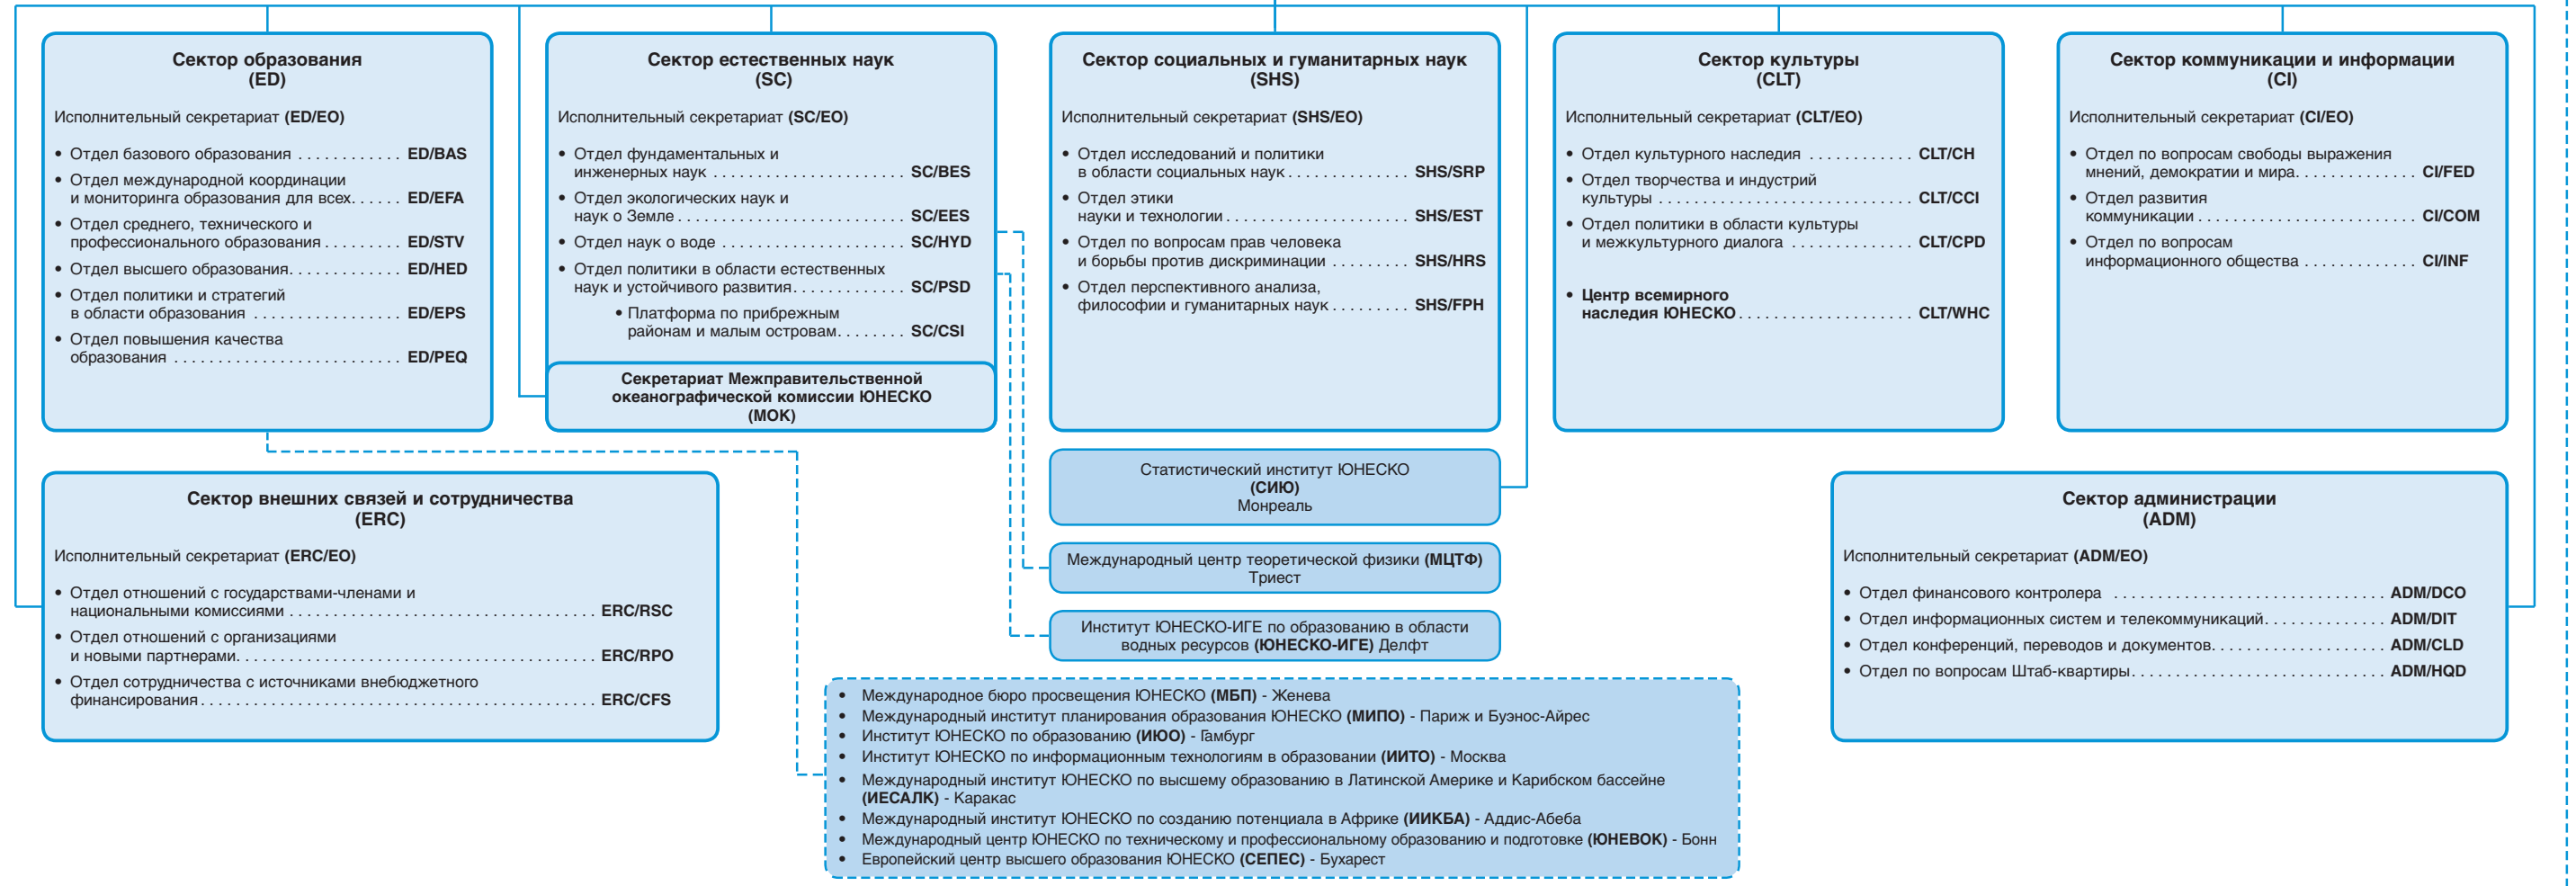 Сектор образования
(ED)
Исполнительный секретариат (ED/EO)
• Отдел базового образования . . . . . . . . . . . . ED/BAS
• Отдел международной координации
и мониторинга образования для всех. . . . . . ED/EFA
• Отдел среднего, технического и
профессионального образования . . . . . . . . . ED/STV
• Отдел высшего образования. . . . . . . . . . . . . ED/HED
• Отдел политики и стратегий
в области образования . . . . . . . . . . . . . . . . . ED/EPS
• Отдел повышения качества
образования . . . . . . . . . . . . . . . . . . . . . . . . . . ED/PEQ
Сектор естественных наук
(SC)
Исполнительный секретариат (SC/EO)
• Отдел фундаментальных и
инженерных наук . . . . . . . . . . . . . . . . . . . . . . SC/BES
• Отдел экологических наук и
наук о Земле . . . . . . . . . . . . . . . . . . . . . . . . . . SC/EES
• Отдел наук о воде . . . . . . . . . . . . . . . . . . . . . SC/HYD
• Отдел политики в области естественных
наук и устойчивого развития. . . . . . . . . . . . . SC/PSD
• Платформа по прибрежным
районам и малым островам. . . . . . . . SC/CSI
Секретариат Межправительственной
океанографической комиссии ЮНЕСКО
(МОК)
Сектор социальных и гуманитарных наук
(SHS)
Исполнительный секретариат (SHS/EO)
• Отдел исследований и политики
в области социальных наук . . . . . . . . . . . . . . SHS/SRP
• Отдел этики
науки и технологии . . . . . . . . . . . . . . . . . . . . . SHS/EST
• Отдел по вопросам прав человека
и борьбы против дискриминации . . . . . . . . . SHS/HRS
• Отдел перспективного анализа,
философии и гуманитарных наук . . . . . . . . . SHS/FPH
Сектор культуры
(CLT)
Исполнительный секретариат (CLT/EO)
• Отдел культурного наследия . . . . . . . . . . . . CLT/CH
• Отдел творчества и индустрий
культуры . . . . . . . . . . . . . . . . . . . . . . . . . . . . . CLT/CCI
• Отдел политики в области культуры
и межкультурного диалога . . . . . . . . . . . . . . CLT/CPD
• Центр всемирного
наследия ЮНЕСКО . . . . . . . . . . . . . . . . . . . . CLT/WHC
Сектор коммуникации и информации
(CI)
Исполнительный секретариат (CI/EO)
• Отдел по вопросам свободы выражения
мнений, демократии и мира. . . . . . . . . . . . . . CI/FED
• Отдел развития
коммуникации . . . . . . . . . . . . . . . . . . . . . . . . . CI/COM
• Отдел по вопросам
информационного общества . . . . . . . . . . . . . CI/INF
Сектор внешних связей и сотрудничества
(ERC)
Исполнительный секретариат (ERC/EO)
• Отдел отношений с государствами-членами и
национальными комиссиями . . . . . . . . . . . . . . . . . . . . . . . . . . . . . . . . . . . ERC/RSC
• Отдел отношений с организациями
и новыми партнерами. . . . . . . . . . . . . . . . . . . . . . . . . . . . . . . . . . . . . . . . . ERC/RPO
• Отдел сотрудничества с источниками внебюджетного
финансирования . . . . . . . . . . . . . . . . . . . . . . . . . . . . . . . . . . . . . . . . . . . . . ERC/CFS
Статистический институт ЮНЕСКО
(СИЮ)
Монреаль
Международный центр теоретической физики (МЦТФ)
Триест
Институт ЮНЕСКО-ИГЕ по образованию в области
водных ресурсов (ЮНЕСКО-ИГЕ) Делфт
Сектор администрации
(ADM)
Исполнительный секретариат (ADM/EO)
• Отдел финансового контролера . . . . . . . . . . . . . . . . . . . . . . . . . . . . . . . ADM/DCO
• Отдел информационных систем и телекоммуникаций. . . . . . . . . . . . . . ADM/DIT
• Отдел конференций, переводов и документов. . . . . . . . . . . . . . . . . . . . ADM/CLD
• Отдел по вопросам Штаб-квартиры. . . . . . . . . . . . . . . . . . . . . . . . . . . . . ADM/HQD
• Международное бюро просвещения ЮНЕСКО (МБП) - Женева
• Международный институт планирования образования ЮНЕСКО (МИПО) - Париж и Буэнос-Айрес
• Институт ЮНЕСКО по образованию (ИЮО) - Гамбург
• Институт ЮНЕСКО по информационным технологиям в образовании (ИИТО) - Москва
• Международный институт ЮНЕСКО по высшему образованию в Латинской Америке и Карибском бассейне
(ИЕСАЛК) - Каракас
• Международный институт ЮНЕСКО по созданию потенциала в Африке (ИИКБА) - Аддис-Абеба
• Международный центр ЮНЕСКО по техническому и профессиональному образованию и подготовке (ЮНЕВОК) - Бонн
• Европейский центр высшего образования ЮНЕСКО (СЕПЕС) - Бухарест